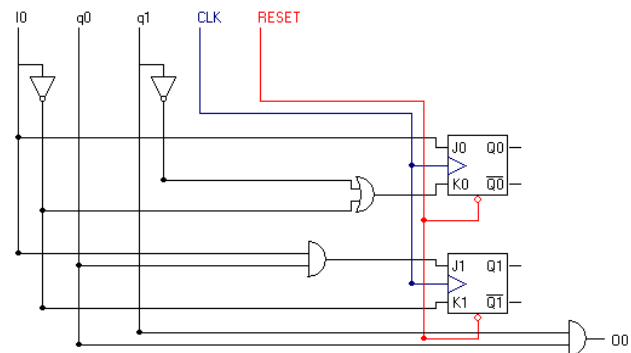 I0 q0 q1 CLK RESET
J0 Q0
K0 Q0
J1 Q1
K1 Q1
O0